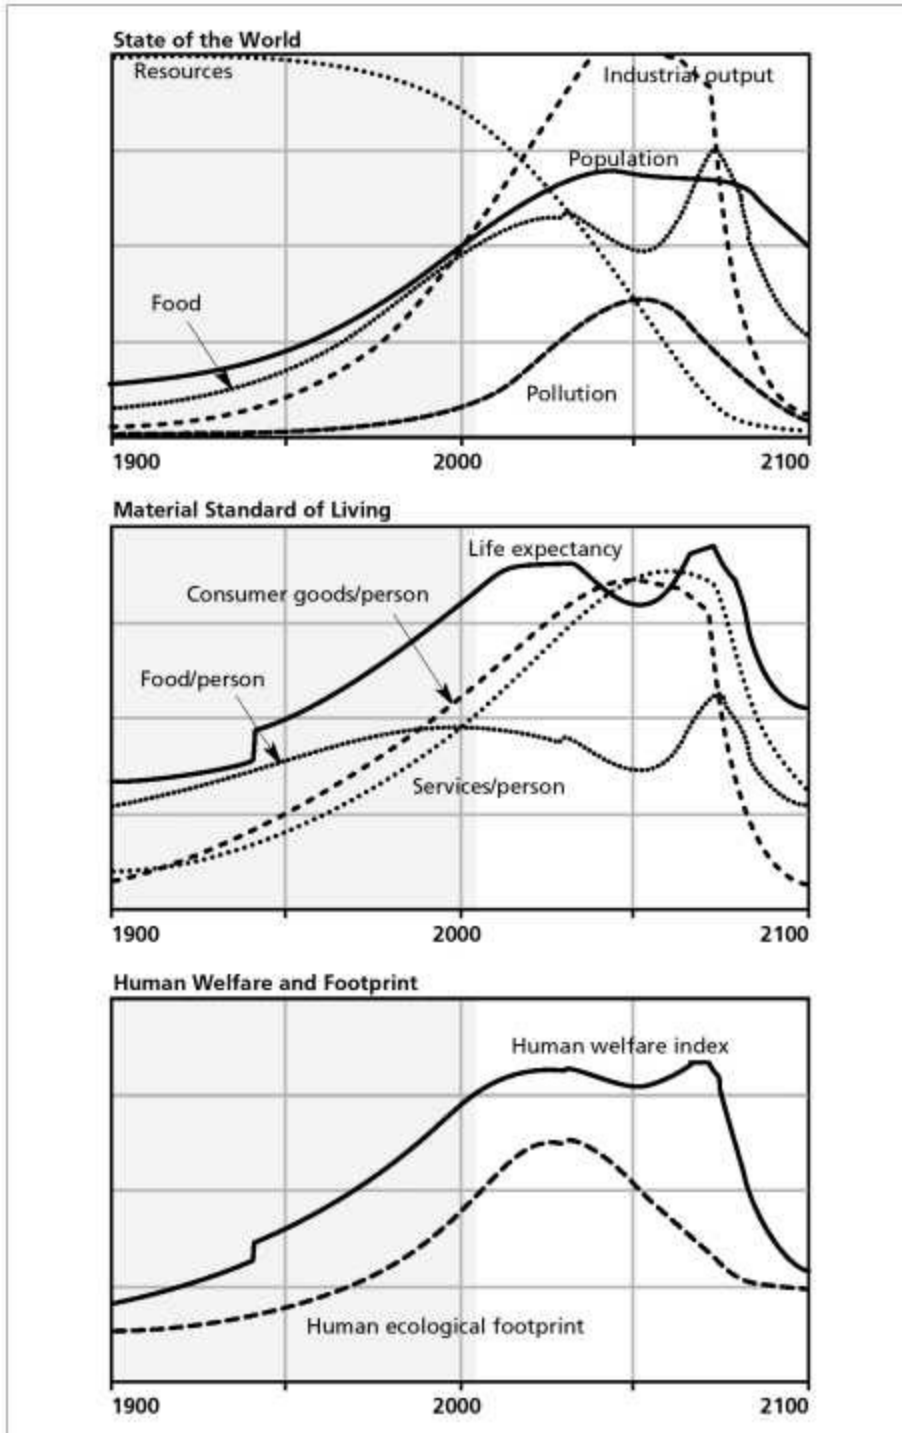 State of the World
Resources
Industrial output
Population
Food
Pollution
1900 2000 2100
Material Standard of Living
Life expectancy
Consumer goods/person
Food/person
Services/person
1900 2000 2100
Human Welfare and Footprint
Human welfare index
Human ecological footprint
1900 2000 2100